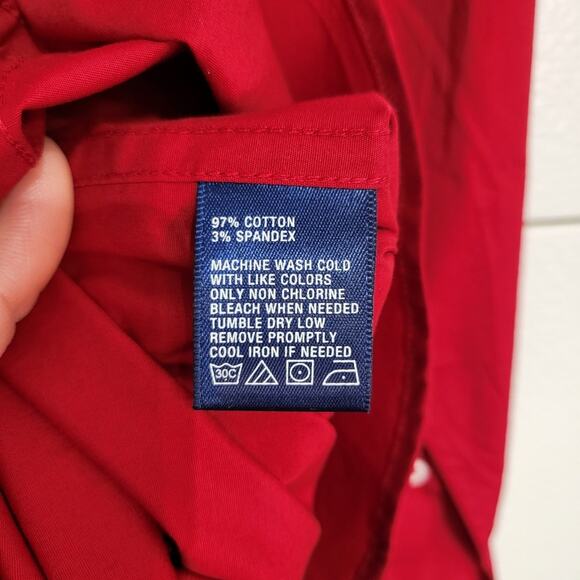 97% COTTON
3% SPANDEX
MACHINE WASH COLD
WITH LIKE COLORS
ONLY NON CHLORINE
BLEACH WHEN NEEDED
TUMBLE DRY LOW
REMOVE PROMPTLY
COOL IRON IF NEEDED
30C